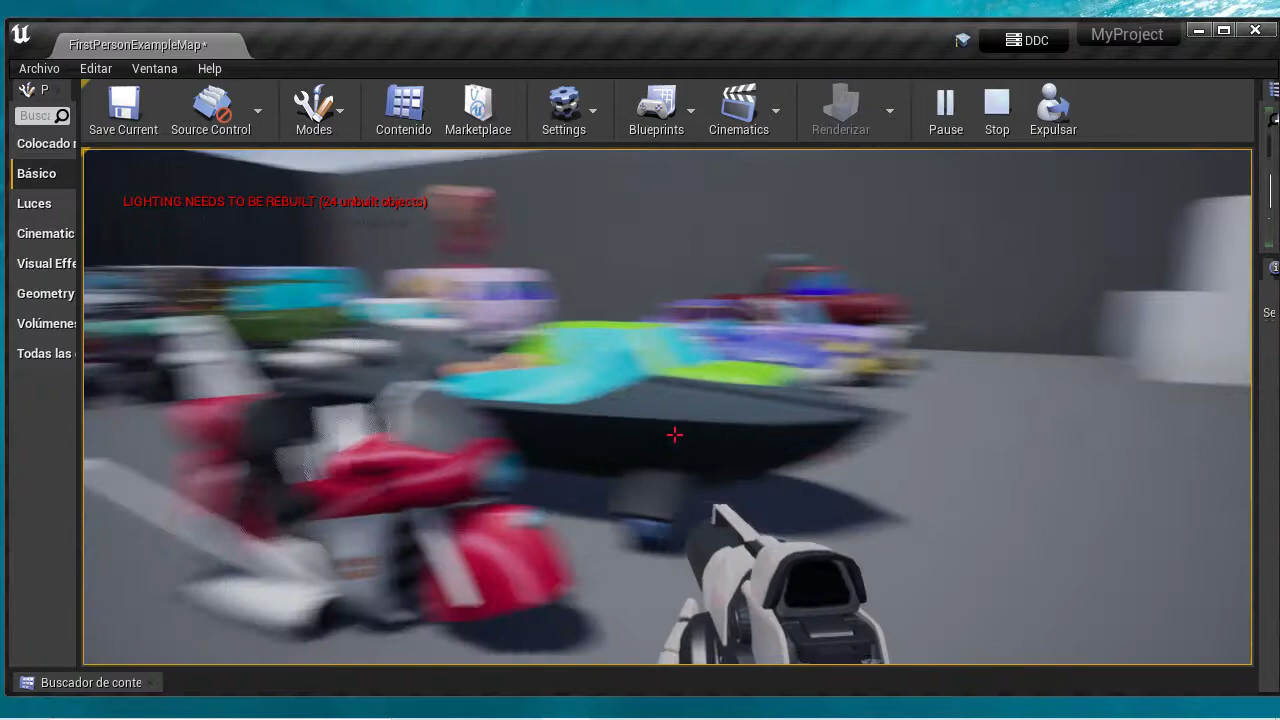 FirstPersonExampleMap*
DDC
MyProject
Archivo Editar Ventana Help
P
Busca
Save Current
Source Control
Modes
Contenido
Marketplace
Settings
Blueprints
Cinematics
Renderizar
Pause
Stop
Expulsar
Colocado r
Básico
Luces
Cinematic
Visual Effe
Geometry
Volúmenes
Todas las
LIGHTING NEEDS TO BE REBUILT (24 unbuilt objects)
Se
Buscador de conte